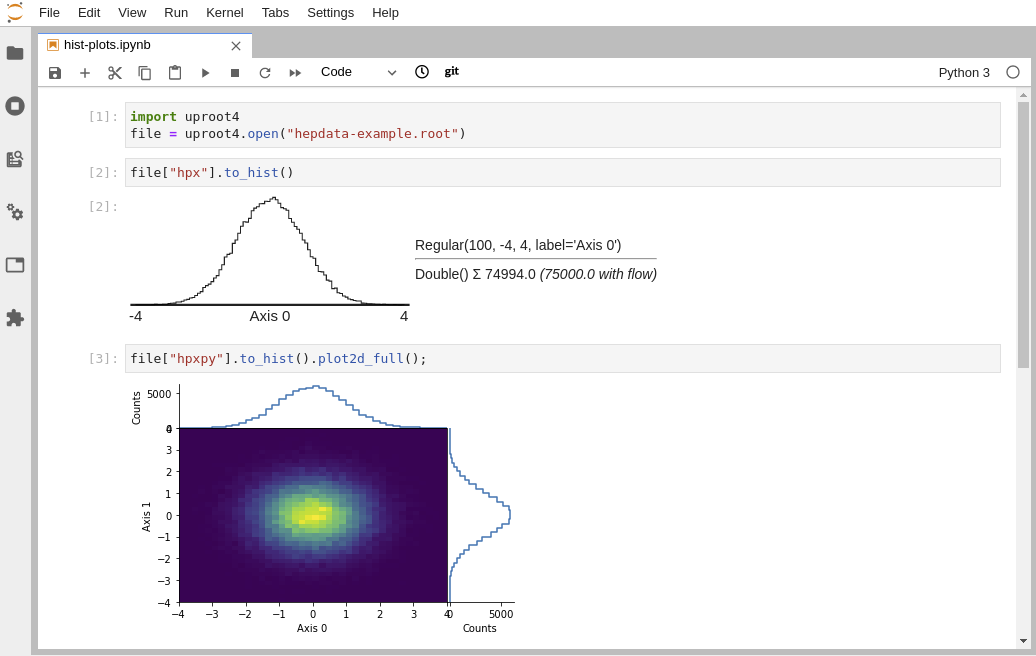 File Edit View Run Kernel Tabs Settings Help
hist-plots.ipynb
Code git Python 3
[1]: import uproot4
file = uproot4.open("hepdata-example.root")
[2]: file["hpx"].to_hist()
[2]:
Regular(100, -4, 4, label='Axis 0')
Double() Σ 74994.0 (75000.0 with flow)
-4 Axis 0 4
[3]: file["hpxpy"].to_hist().plot2d_full();
5000
Counts
0
4
3
2
1
0
−1
−2
−3
−4
Axis 1
−4 −3 −2 −1 0 1 2 3 4 0 5000
Axis 0 Counts